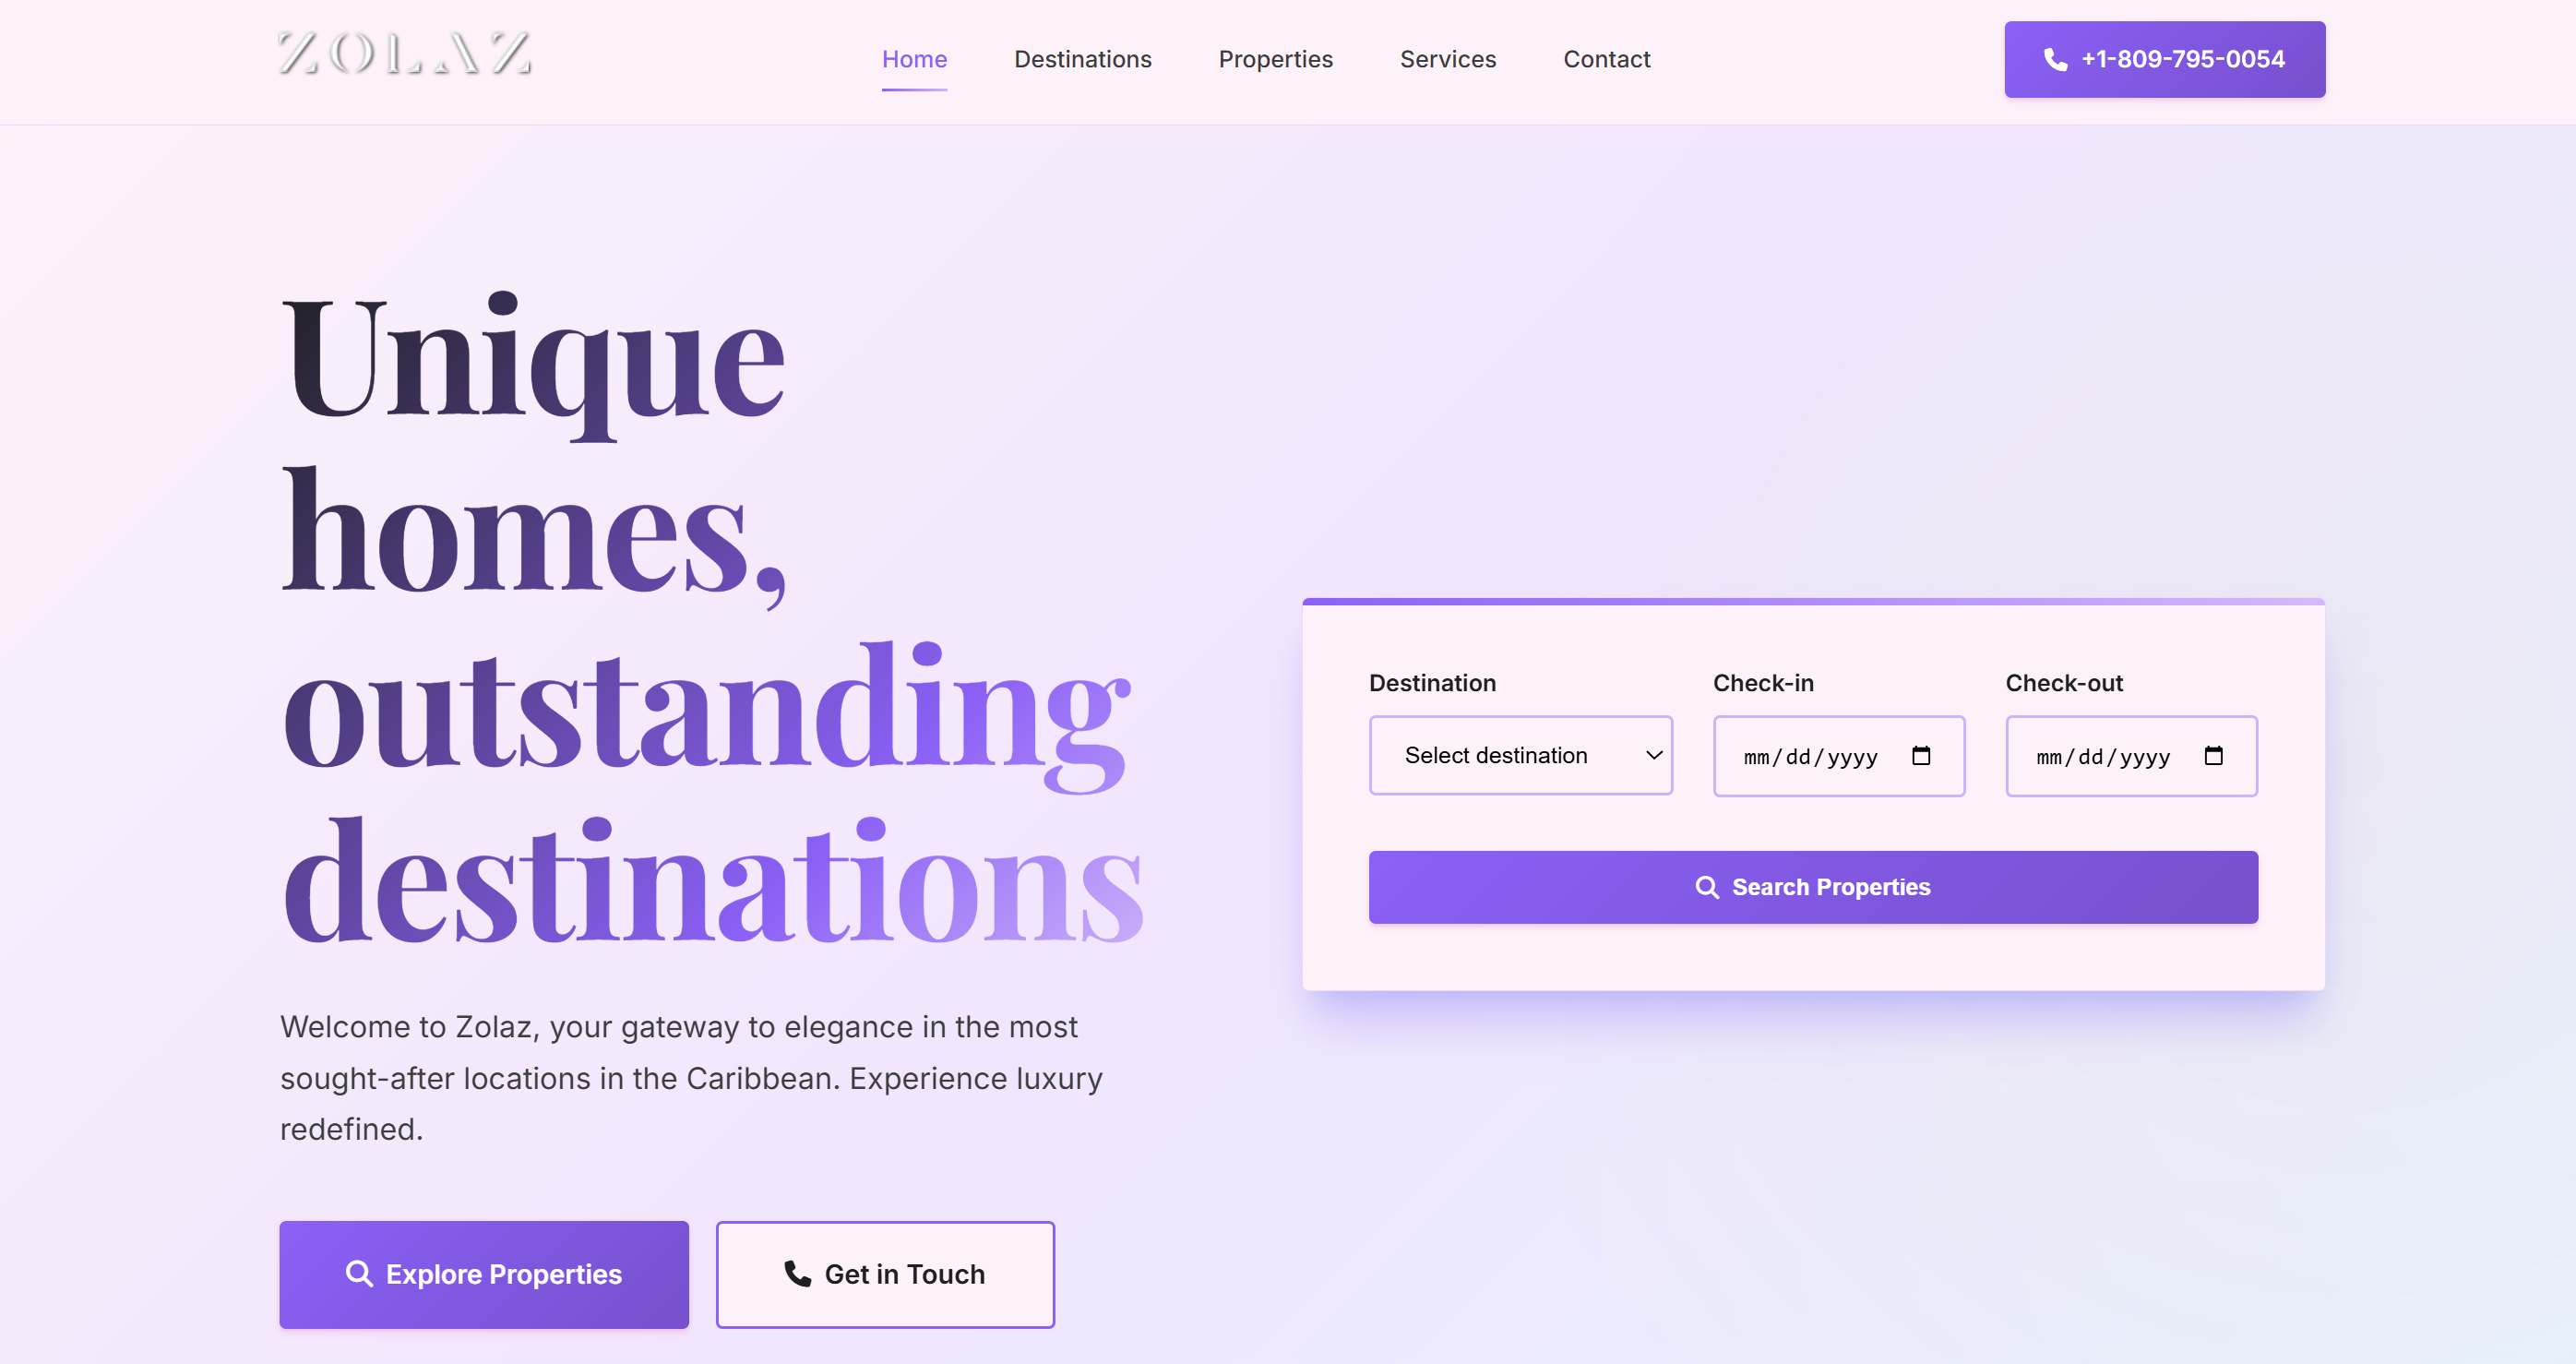 ZOLAZ
Home
Destinations
Properties
Services
Contact
+1-809-795-0054
Unique
homes,
outstanding
destinations
Welcome to Zolaz, your gateway to elegance in the most
sought-after locations in the Caribbean. Experience luxury
redefined.
Explore Properties
Get in Touch
Destination
Check-in
Check-out
Select destination
mm/dd/yyyy
mm/dd/yyyy
Search Properties